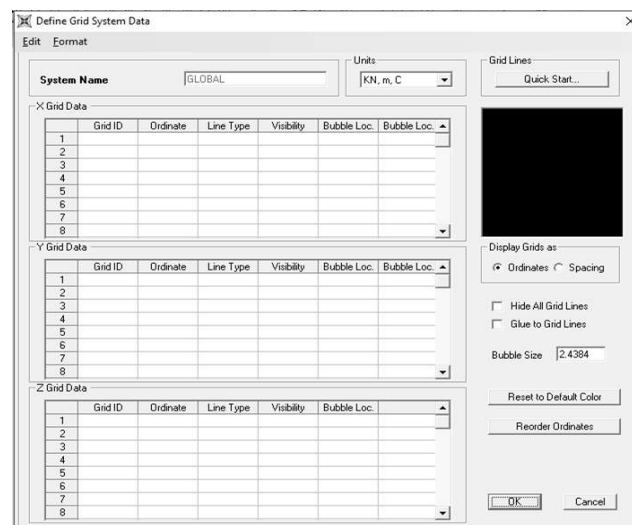 Define Grid System Data
Edit Format
System Name GLOBAL
Units
KN, m, C
Grid Lines
Quick Start...
X Grid Data
Grid ID Ordinate Line Type Visibility Bubble Loc. Bubble Loc.
1
2
3
4
5
6
7
8
Y Grid Data
Grid ID Ordinate Line Type Visibility Bubble Loc. Bubble Loc.
1
2
3
4
5
6
7
8
Z Grid Data
Grid ID Ordinate Line Type Visibility Bubble Loc.
1
2
3
4
5
6
7
8
Display Grids as
Ordinates Spacing
Hide All Grid Lines
Glue to Grid Lines
Bubble Size 2.4384
Reset to Default Color
Reorder Ordinates
OK Cancel